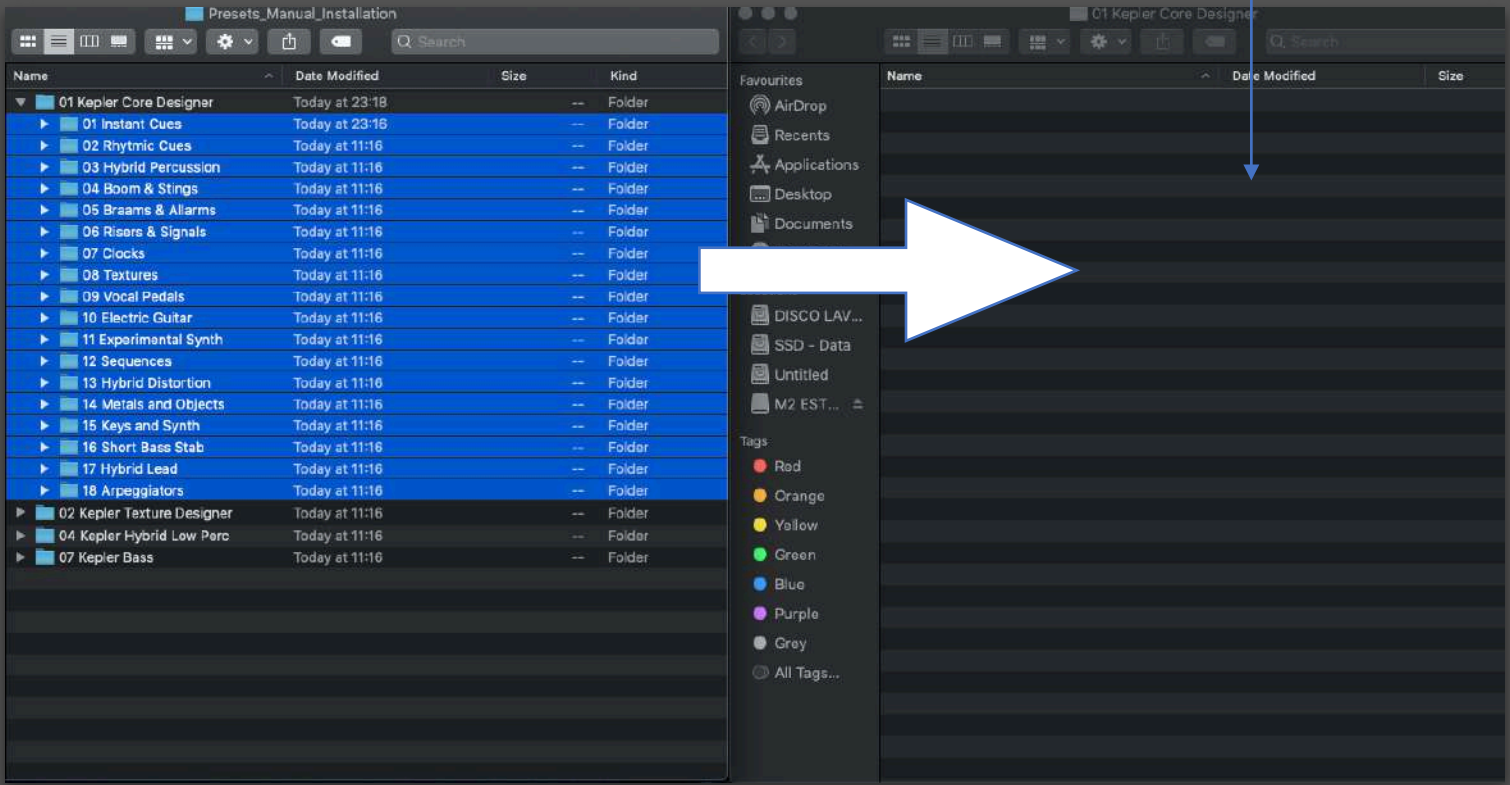 Presets_Manual_Installation
Search
Name Date Modified Size Kind
01 Kepler Core Designer Today at 23:18 -- Folder
01 Instant Cues Today at 23:16 -- Folder
02 Rhytmic Cues Today at 11:16 -- Folder
03 Hybrid Percussion Today at 11:16 -- Folder
04 Boom & Stings Today at 11:16 -- Folder
05 Braams & Allarms Today at 11:16 -- Folder
06 Risers & Signals Today at 11:16 -- Folder
07 Clocks Today at 11:16 -- Folder
08 Textures Today at 11:16 -- Folder
09 Vocal Pedals Today at 11:16 -- Folder
10 Electric Guitar Today at 11:16 -- Folder
11 Experimental Synth Today at 11:16 -- Folder
12 Sequences Today at 11:16 -- Folder
13 Hybrid Distortion Today at 11:16 -- Folder
14 Metals and Objects Today at 11:16 -- Folder
15 Keys and Synth Today at 11:16 -- Folder
16 Short Bass Stab Today at 11:16 -- Folder
17 Hybrid Lead Today at 11:16 -- Folder
18 Arpeggiators Today at 11:16 -- Folder
02 Kepler Texture Designer Today at 11:16 -- Folder
04 Kepler Hybrid Low Perc Today at 11:16 -- Folder
07 Kepler Bass Today at 11:16 -- Folder
01 Kepler Core Designer
Search
Favourites
AirDrop
Recents
Applications
Desktop
Documents
DISCO LAV...
SSD - Data
Untitled
M2 EST...
Tags
Red
Orange
Yellow
Green
Blue
Purple
Grey
All Tags...
Name Date Modified Size